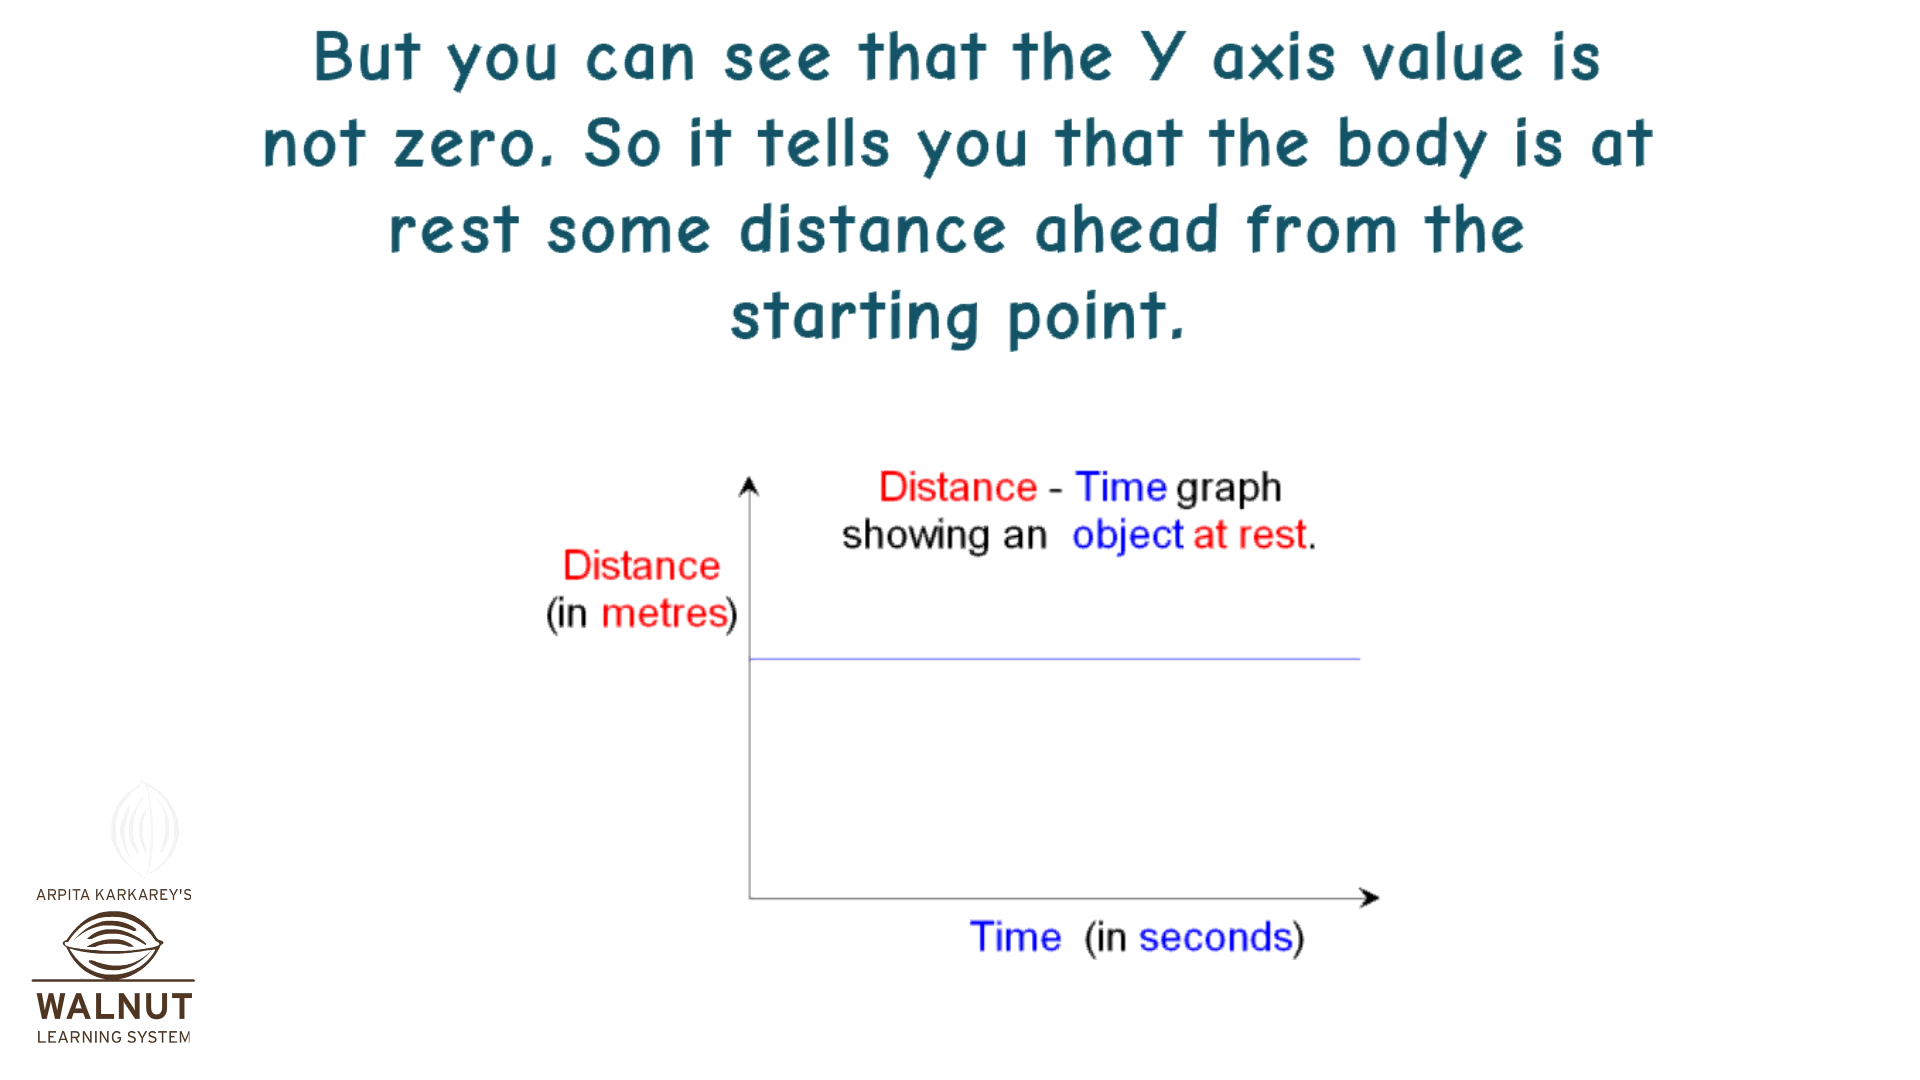 But you can see that the Y axis value is
not zero. So it tells you that the body is at
rest some distance ahead from the
starting point.
Distance - Time graph
showing an object at rest.
Distance
(in metres)
Time (in seconds)
ARPITA KARKAREY'S
WALNUT
LEARNING SYSTEM